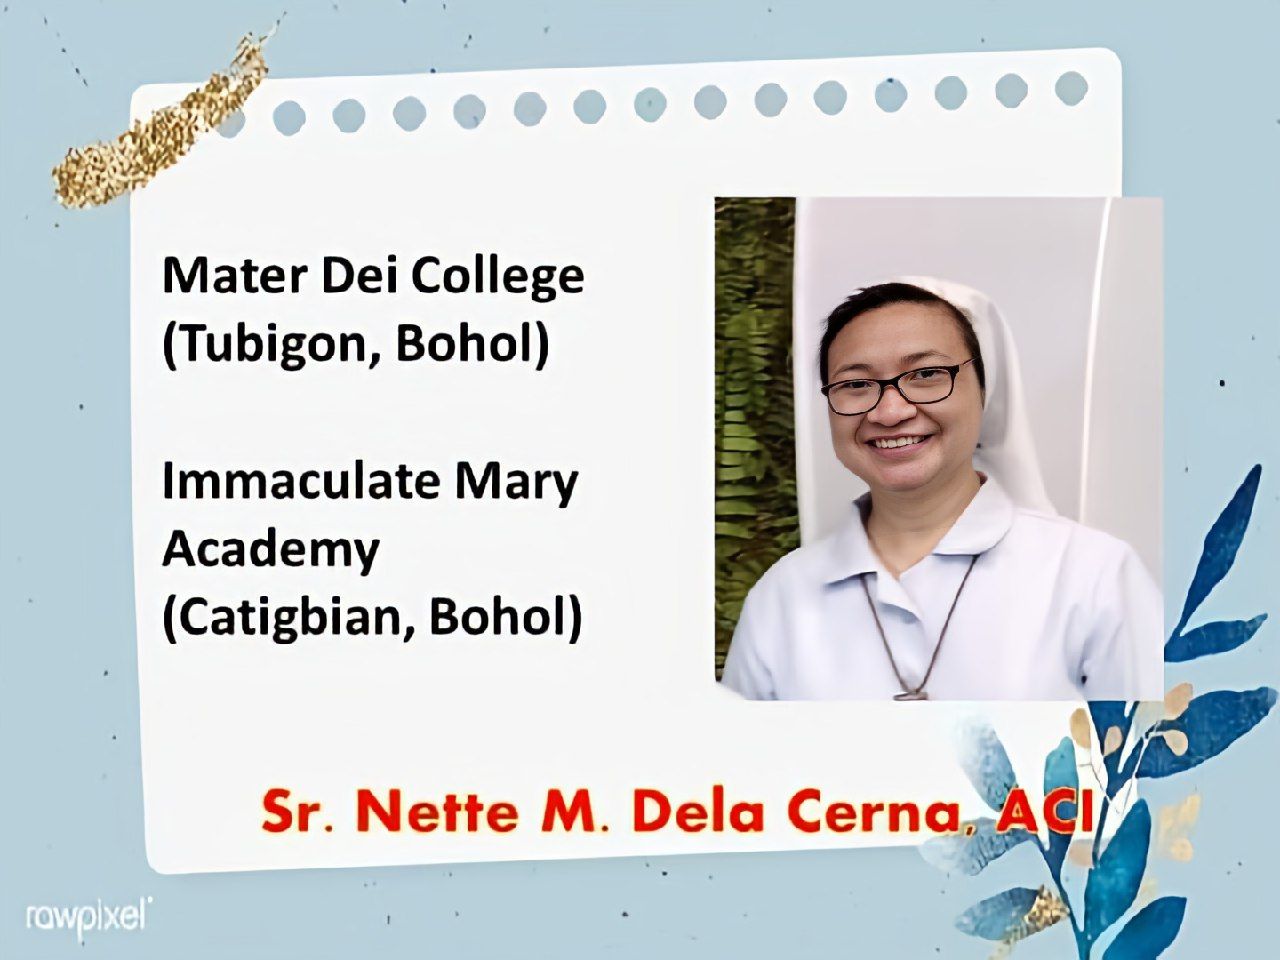 Mater Dei College
(Tubigon, Bohol)
Immaculate Mary
Academy
(Catigbian, Bohol)
Sr. Nette M. Dela Cerna, ACI
rawpixel